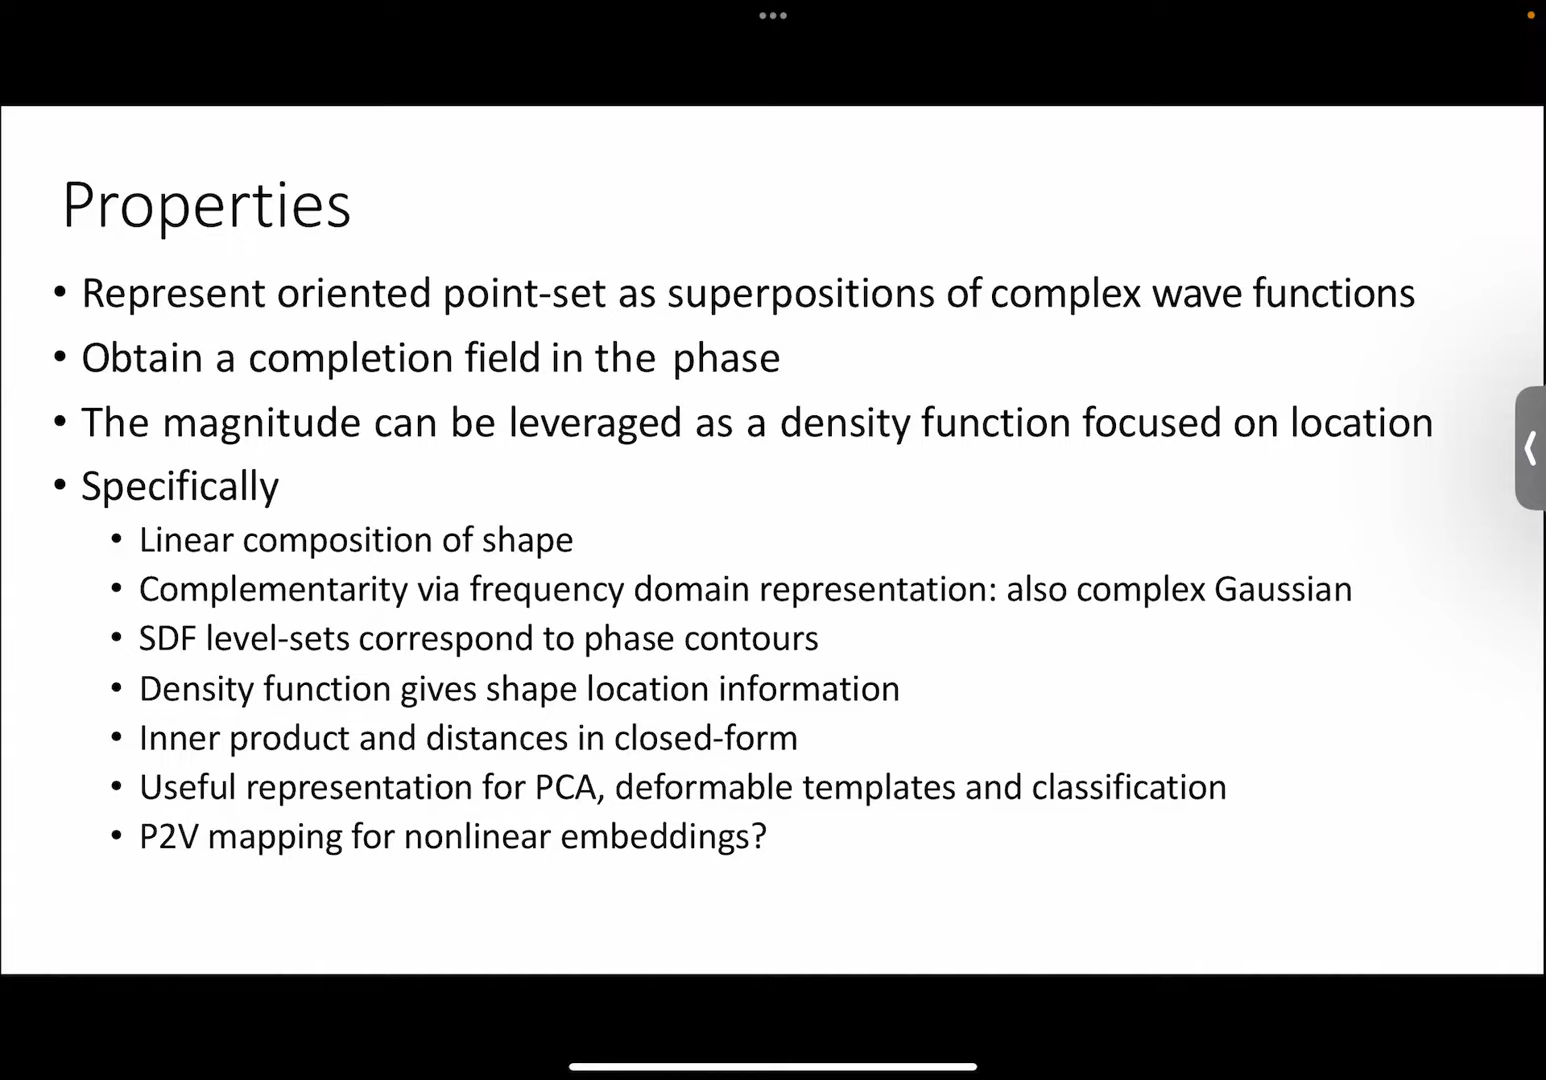 Properties
• Represent oriented point-set as superpositions of complex wave functions
• Obtain a completion field in the phase
• The magnitude can be leveraged as a density function focused on location
• Specifically
• Linear composition of shape
• Complementarity via frequency domain representation: also complex Gaussian
• SDF level-sets correspond to phase contours
• Density function gives shape location information
• Inner product and distances in closed-form
• Useful representation for PCA, deformable templates and classification
• P2V mapping for nonlinear embeddings?